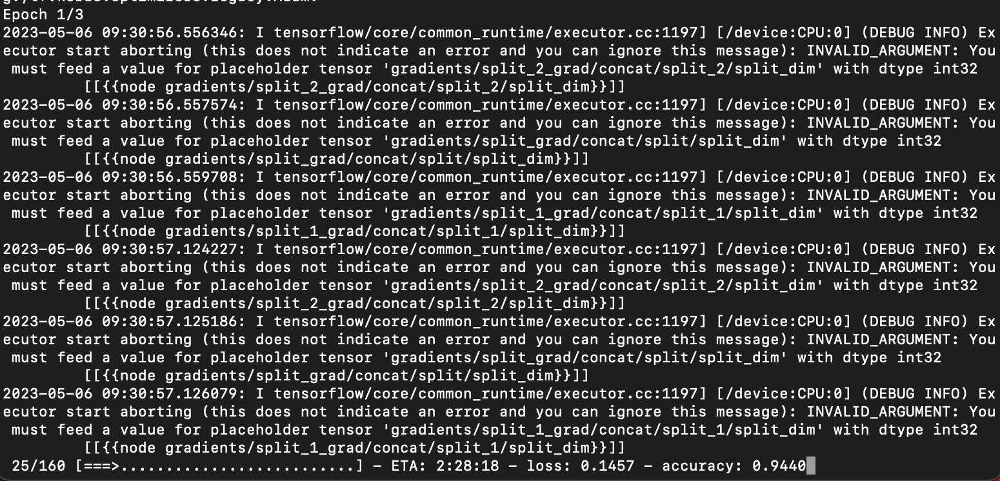 Epoch 1/3
2023-05-06 09:30:56.556346: I tensorflow/core/common_runtime/executor.cc:1197] [/device:CPU:0] (DEBUG INFO) Ex
ecutor start aborting (this does not indicate an error and you can ignore this message): INVALID_ARGUMENT: You
 must feed a value for placeholder tensor 'gradients/split_2_grad/concat/split_2/split_dim' with dtype int32
	 [[{{node gradients/split_2_grad/concat/split_2/split_dim}}]]
2023-05-06 09:30:56.557574: I tensorflow/core/common_runtime/executor.cc:1197] [/device:CPU:0] (DEBUG INFO) Ex
ecutor start aborting (this does not indicate an error and you can ignore this message): INVALID_ARGUMENT: You
 must feed a value for placeholder tensor 'gradients/split_grad/concat/split/split_dim' with dtype int32
	 [[{{node gradients/split_grad/concat/split/split_dim}}]]
2023-05-06 09:30:56.559708: I tensorflow/core/common_runtime/executor.cc:1197] [/device:CPU:0] (DEBUG INFO) Ex
ecutor start aborting (this does not indicate an error and you can ignore this message): INVALID_ARGUMENT: You
 must feed a value for placeholder tensor 'gradients/split_1_grad/concat/split_1/split_dim' with dtype int32
	 [[{{node gradients/split_1_grad/concat/split_1/split_dim}}]]
2023-05-06 09:30:57.124227: I tensorflow/core/common_runtime/executor.cc:1197] [/device:CPU:0] (DEBUG INFO) Ex
ecutor start aborting (this does not indicate an error and you can ignore this message): INVALID_ARGUMENT: You
 must feed a value for placeholder tensor 'gradients/split_2_grad/concat/split_2/split_dim' with dtype int32
	 [[{{node gradients/split_2_grad/concat/split_2/split_dim}}]]
2023-05-06 09:30:57.125186: I tensorflow/core/common_runtime/executor.cc:1197] [/device:CPU:0] (DEBUG INFO) Ex
ecutor start aborting (this does not indicate an error and you can ignore this message): INVALID_ARGUMENT: You
 must feed a value for placeholder tensor 'gradients/split_grad/concat/split/split_dim' with dtype int32
	 [[{{node gradients/split_grad/concat/split/split_dim}}]]
2023-05-06 09:30:57.126079: I tensorflow/core/common_runtime/executor.cc:1197] [/device:CPU:0] (DEBUG INFO) Ex
ecutor start aborting (this does not indicate an error and you can ignore this message): INVALID_ARGUMENT: You
 must feed a value for placeholder tensor 'gradients/split_1_grad/concat/split_1/split_dim' with dtype int32
	 [[{{node gradients/split_1_grad/concat/split_1/split_dim}}]]
 25/160 [===>..........................] - ETA: 2:28:18 - loss: 0.1457 - accuracy: 0.9440